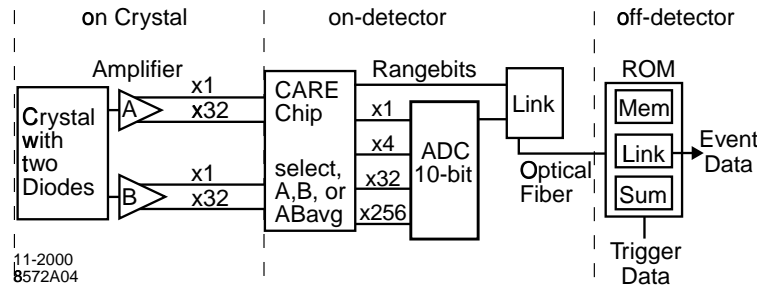 on Crystal
on-detector
off-detector
Amplifier
Rangebits
ROM
Crystal
with
two
Diodes
A
x1
x32
B
x1
x32
CARE
Chip
select,
A,B, or
ABavg
x1
x4
x32
x256
ADC
10-bit
Link
Optical
Fiber
Mem
Link
Sum
Event
Data
Trigger
Data
11-2000
8572A04